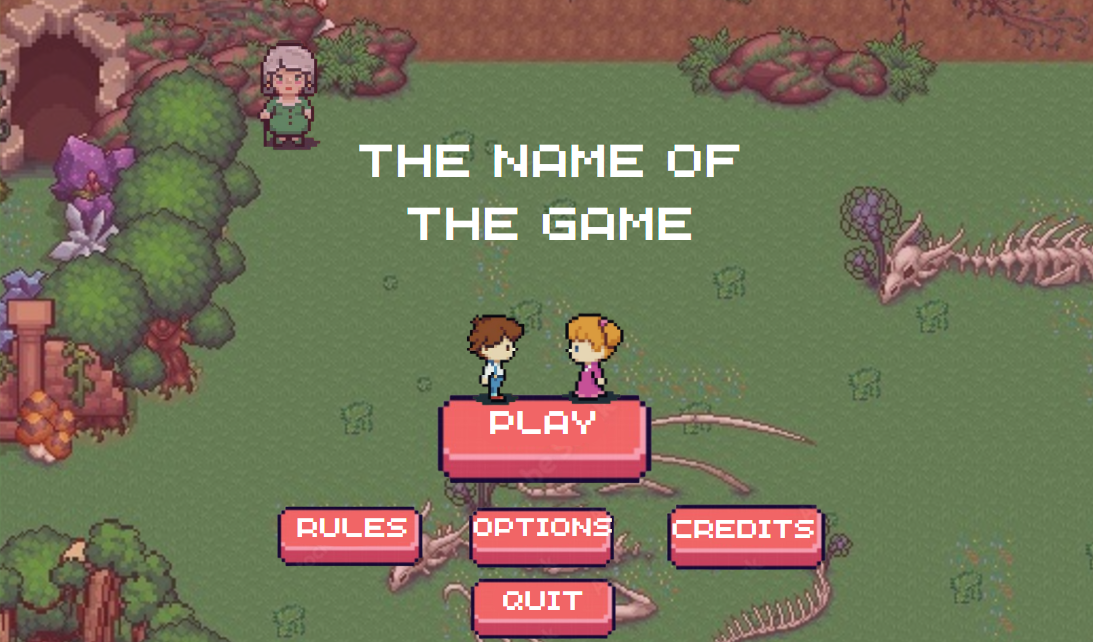 THE NAME OF
THE GAME
PLAY
RULES
OPTIONS
CREDITS
QUIT